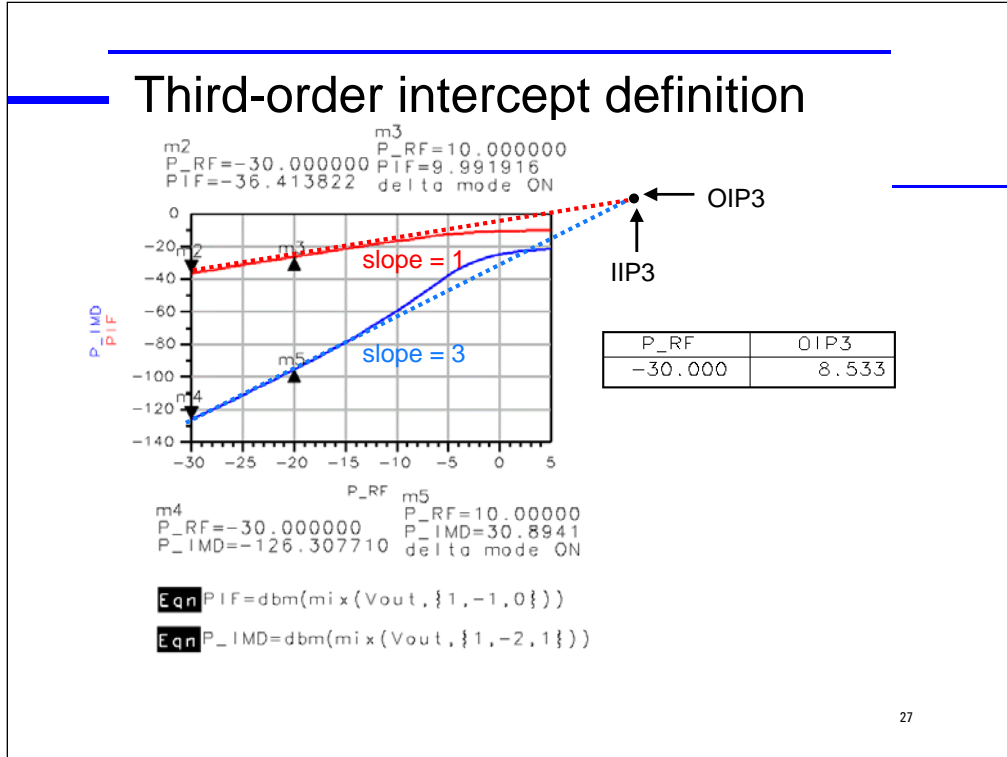 Third-order intercept definition
m2
P_RF=-30.000000
PIF=-36.413822
m3
P_RF=10.000000
PIF=9.991916
delta mode ON
OIP3
IIP3
0
-20
-40
-60
-80
-100
-120
-140
m2
m3
slope = 1
m5
slope = 3
m4
P_IMD
PIF
-30
-25
-20
-15
-10
-5
0
5
P_RF
P_RF OIP3
-30.000 8.533
m4
P_RF=-30.000000
P_IMD=-126.307710
m5
P_RF=10.00000
P_IMD=30.8941
delta mode ON
Eqn PIF=dbm(mix(Vout,{1,-1,0}))
Eqn P_IMD=dbm(mix(Vout,{1,-2,1}))
27